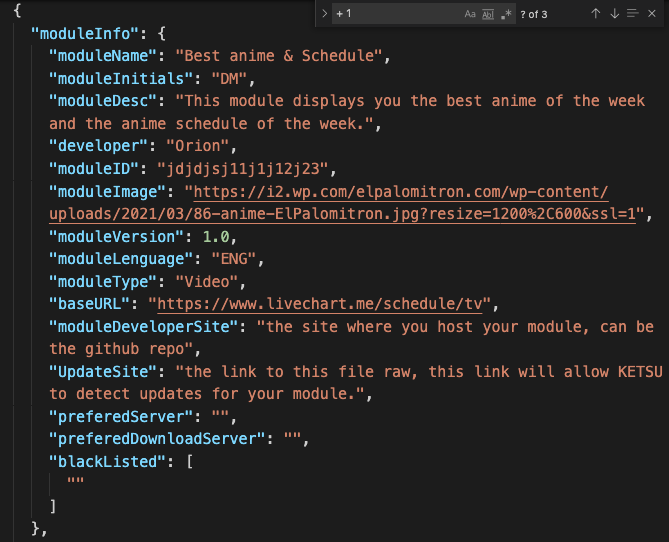 {
+ 1 Aa Ab .* ? of 3
"moduleInfo": {
"moduleName": "Best anime & Schedule",
"moduleInitials": "DM",
"moduleDesc": "This module displays you the best anime of the week
and the anime schedule of the week.",
"developer": "Orion",
"moduleID": "jdjdjsj11j1j12j23",
"moduleImage": "https://i2.wp.com/elpalomitron.com/wp-content/
uploads/2021/03/86-anime-ElPalomitron.jpg?resize=1200%2C600&ssl=1",
"moduleVersion": 1.0,
"moduleLenguage": "ENG",
"moduleType": "Video",
"baseURL": "https://www.livechart.me/schedule/tv",
"moduleDeveloperSite": "the site where you host your module, can be
the github repo",
"UpdateSite": "the link to this file raw, this link will allow KETSU
to detect updates for your module.",
"preferedServer": "",
"preferedDownloadServer": "",
"blackListed": [
""
]
},